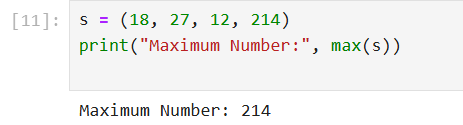 [11]: s = (18, 27, 12, 214)
print("Maximum Number:", max(s))
Maximum Number: 214